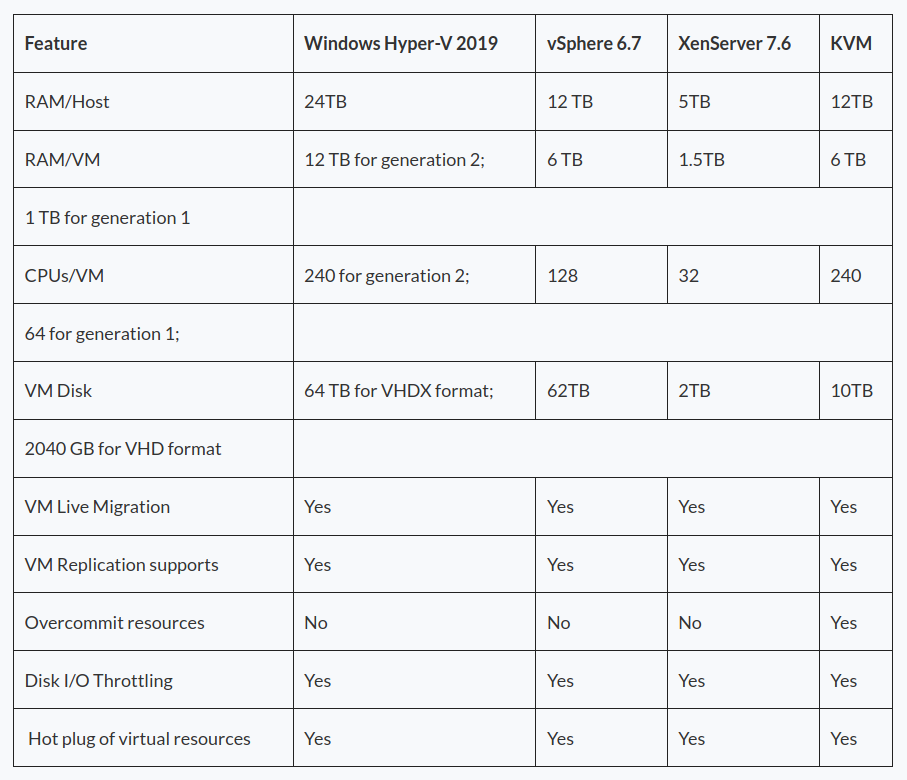 Feature Windows Hyper-V 2019 vSphere 6.7 XenServer 7.6 KVM
RAM/Host 24TB 12 TB 5TB 12TB
RAM/VM 12 TB for generation 2; 6 TB 1.5TB 6 TB
1 TB for generation 1
CPUs/VM 240 for generation 2; 128 32 240
64 for generation 1;
VM Disk 64 TB for VHDX format; 62TB 2TB 10TB
2040 GB for VHD format
VM Live Migration Yes Yes Yes Yes
VM Replication supports Yes Yes Yes Yes
Overcommit resources No No No Yes
Disk I/O Throttling Yes Yes Yes Yes
Hot plug of virtual resources Yes Yes Yes Yes